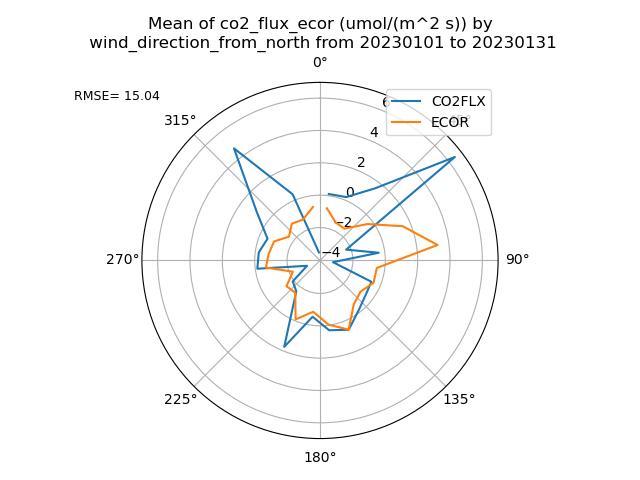 Mean of co2_flux_ecor (umol/(m^2 s)) by
wind_direction_from_north from 20230101 to 20230131
0°
RMSE= 15.04
6
CO2FLX
315°
ECOR
4
2
0
−2
270°
−4
90°
225°
135°
180°